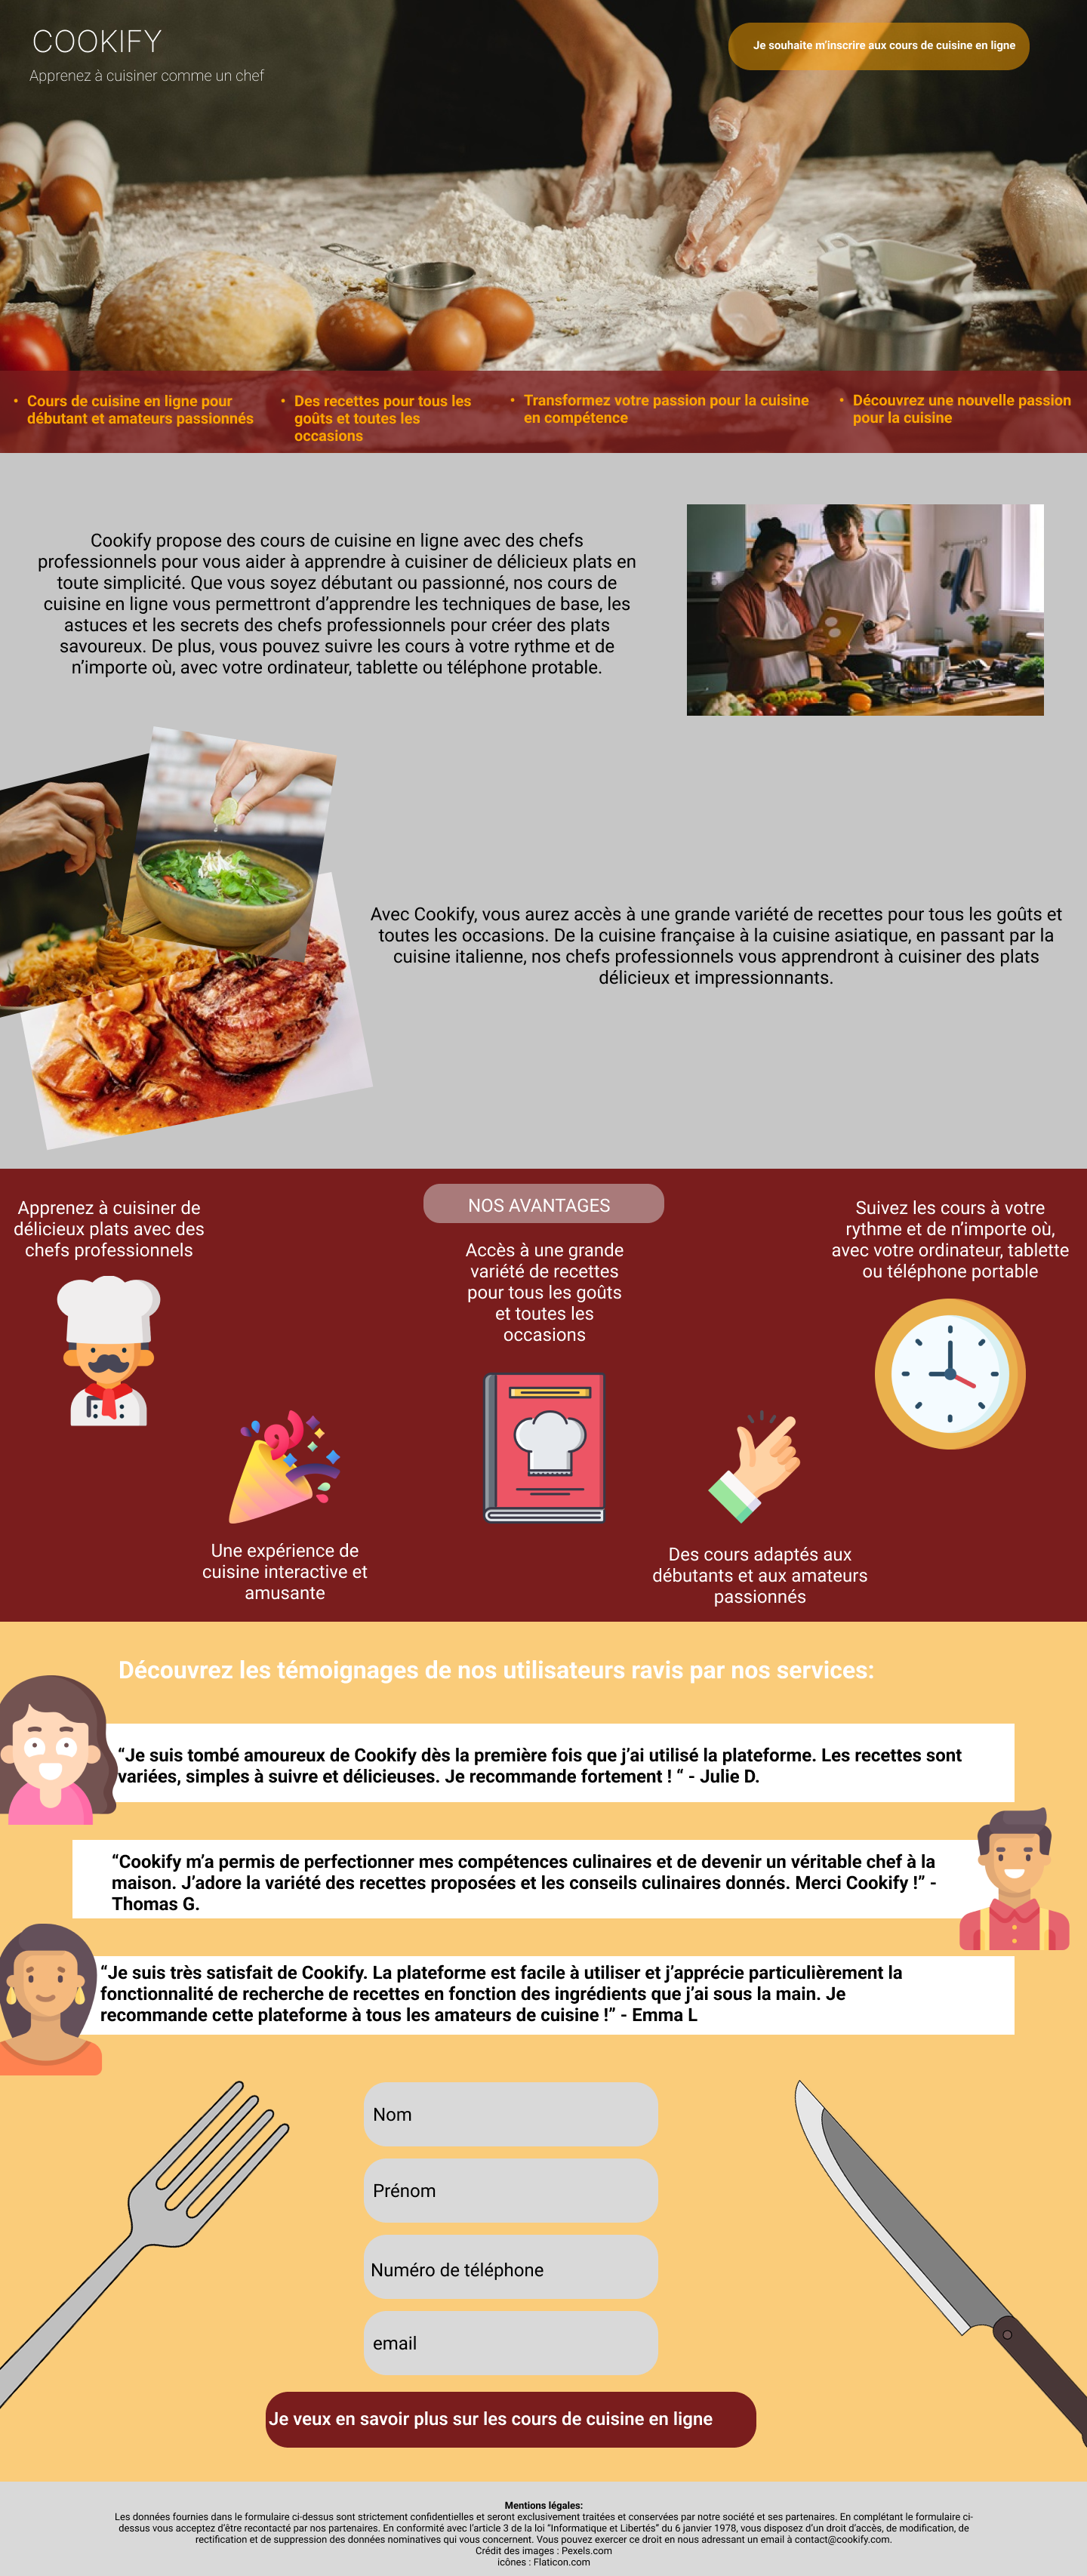 COOKIFY
Apprenez à cuisiner comme un chef
Je souhaite m'inscrire aux cours de cuisine en ligne
• Cours de cuisine en ligne pour
débutant et amateurs passionnés
• Des recettes pour tous les
goûts et toutes les
occasions
• Transformez votre passion pour la cuisine
en compétence
• Découvrez une nouvelle passion
pour la cuisine
Cookify propose des cours de cuisine en ligne avec des chefs
professionnels pour vous aider à apprendre à cuisiner de délicieux plats en
toute simplicité. Que vous soyez débutant ou passionné, nos cours de
cuisine en ligne vous permettront d'apprendre les techniques de base, les
astuces et les secrets des chefs professionnels pour créer des plats
savoureux. De plus, vous pouvez suivre les cours à votre rythme et de
n'importe où, avec votre ordinateur, tablette ou téléphone protable.
Avec Cookify, vous aurez accès à une grande variété de recettes pour tous les goûts et
toutes les occasions. De la cuisine française à la cuisine asiatique, en passant par la
cuisine italienne, nos chefs professionnels vous apprendront à cuisiner des plats
délicieux et impressionnants.
NOS AVANTAGES
Apprenez à cuisiner de
délicieux plats avec des
chefs professionnels
Une expérience de
cuisine interactive et
amusante
Accès à une grande
variété de recettes
pour tous les goûts
et toutes les
occasions
Des cours adaptés aux
débutants et aux amateurs
passionnés
Suivez les cours à votre
rythme et de n'importe où,
avec votre ordinateur, tablette
ou téléphone portable
Découvrez les témoignages de nos utilisateurs ravis par nos services:
“Je suis tombé amoureux de Cookify dès la première fois que j'ai utilisé la plateforme. Les recettes sont
variées, simples à suivre et délicieuses. Je recommande fortement ! “ - Julie D.
“Cookify m'a permis de perfectionner mes compétences culinaires et de devenir un véritable chef à la
maison. J'adore la variété des recettes proposées et les conseils culinaires donnés. Merci Cookify !” -
Thomas G.
“Je suis très satisfait de Cookify. La plateforme est facile à utiliser et j'apprécie particulièrement la
fonctionnalité de recherche de recettes en fonction des ingrédients que j'ai sous la main. Je
recommande cette plateforme à tous les amateurs de cuisine !” - Emma L
Nom
Prénom
Numéro de téléphone
email
Je veux en savoir plus sur les cours de cuisine en ligne
Mentions légales:
Les données fournies dans le formulaire ci-dessus sont strictement confidentielles et seront exclusivement traitées et conservées par notre société et ses partenaires. En complétant le formulaire ci-
dessus vous acceptez d'être recontacté par nos partenaires. En conformité avec l'article 3 de la loi “Informatique et Libertés” du 6 janvier 1978, vous disposez d'un droit d'accès, de modification, de
rectification et de suppression des données nominatives qui vous concernent. Vous pouvez exercer ce droit en nous adressant un email à contact@cookify.com.
Crédit des images : Pexels.com
icônes : Flaticon.com